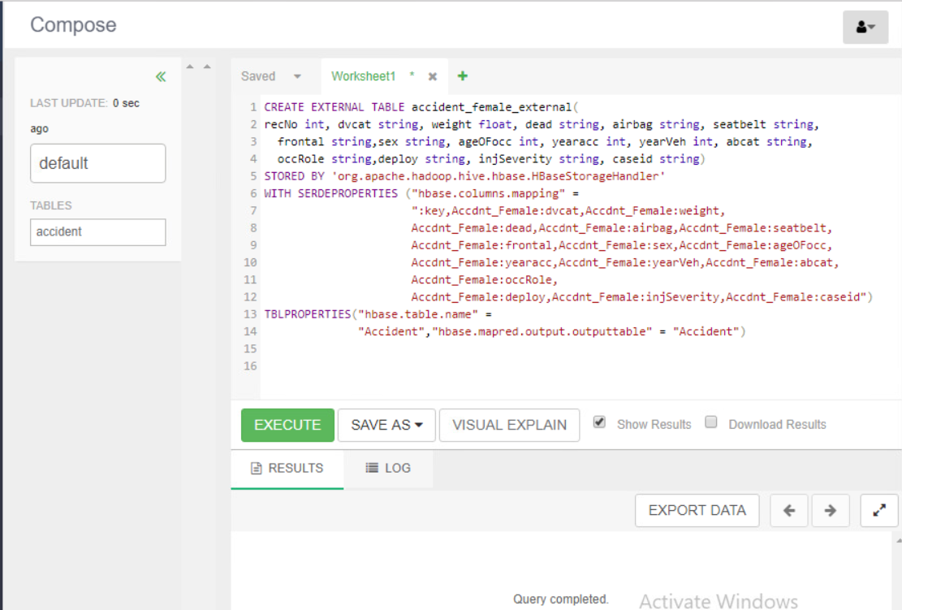 Compose
LAST UPDATE: 0 sec
ago
default
TABLES
accident
Saved
Worksheet1 *
1 CREATE EXTERNAL TABLE accident_female_external(
2 recNo int, dvcat string, weight float, dead string, airbag string, seatbelt string,
3 frontal string,sex string, ageOFocc int, yearacc int, yearVeh int, abcat string,
4 occRole string,deploy string, injSeverity string, caseid string)
5 STORED BY 'org.apache.hadoop.hive.hbase.HBaseStorageHandler'
6 WITH SERDEPROPERTIES ("hbase.columns.mapping" =
7 ":key,Accdnt_Female:dvcat,Accdnt_Female:weight,
8 Accdnt_Female:dead,Accdnt_Female:airbag,Accdnt_Female:seatbelt,
9 Accdnt_Female:frontal,Accdnt_Female:sex,Accdnt_Female:ageOFocc,
10 Accdnt_Female:yearacc,Accdnt_Female:yearVeh,Accdnt_Female:abcat,
11 Accdnt_Female:occRole,
12 Accdnt_Female:deploy,Accdnt_Female:injSeverity,Accdnt_Female:caseid")
13 TBLPROPERTIES("hbase.table.name" =
14 "Accident","hbase.mapred.output.outputtable" = "Accident")
15
16
EXECUTE SAVE AS VISUAL EXPLAIN Show Results Download Results
RESULTS LOG
EXPORT DATA
Query completed.
Activate Windows